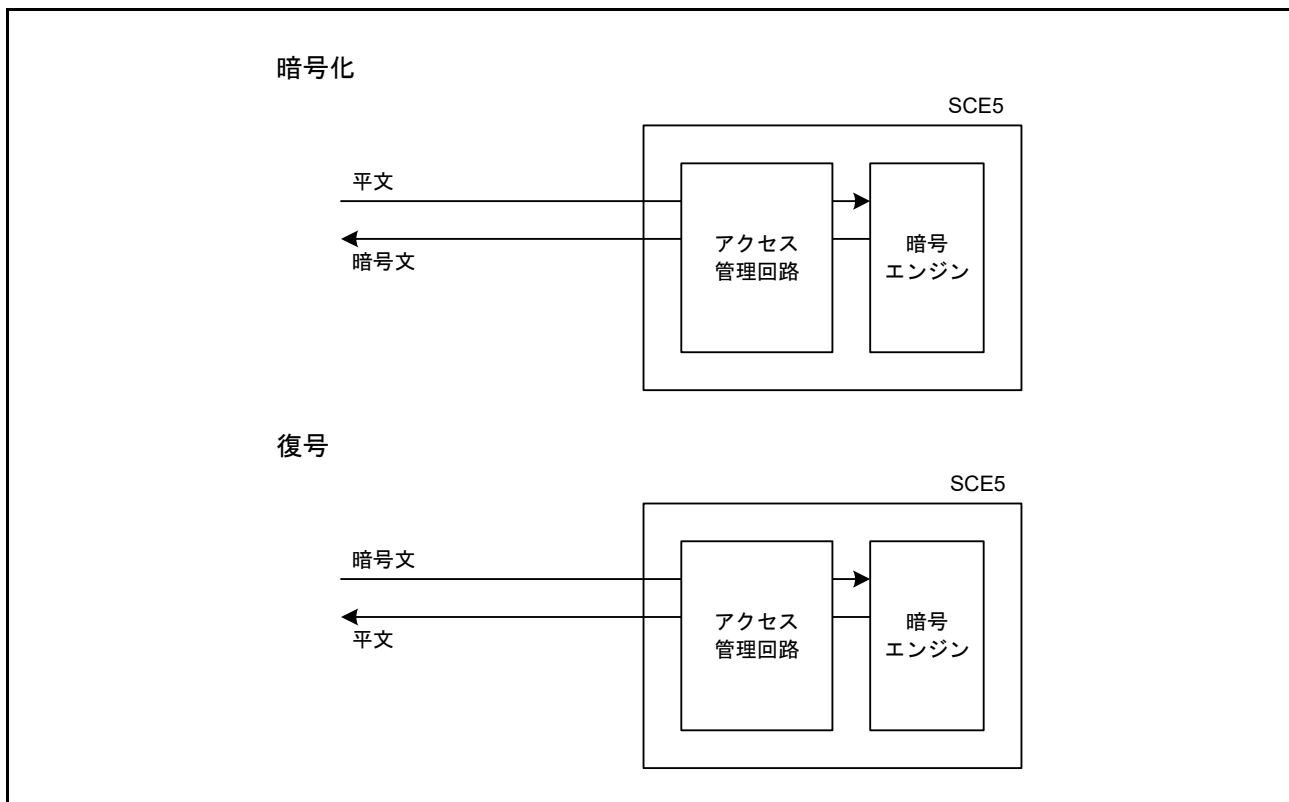 暗号化
SCE5
平文
暗号文
アクセス
管理回路
暗号
エンジン
復号
SCE5
暗号文
平文
アクセス
管理回路
暗号
エンジン